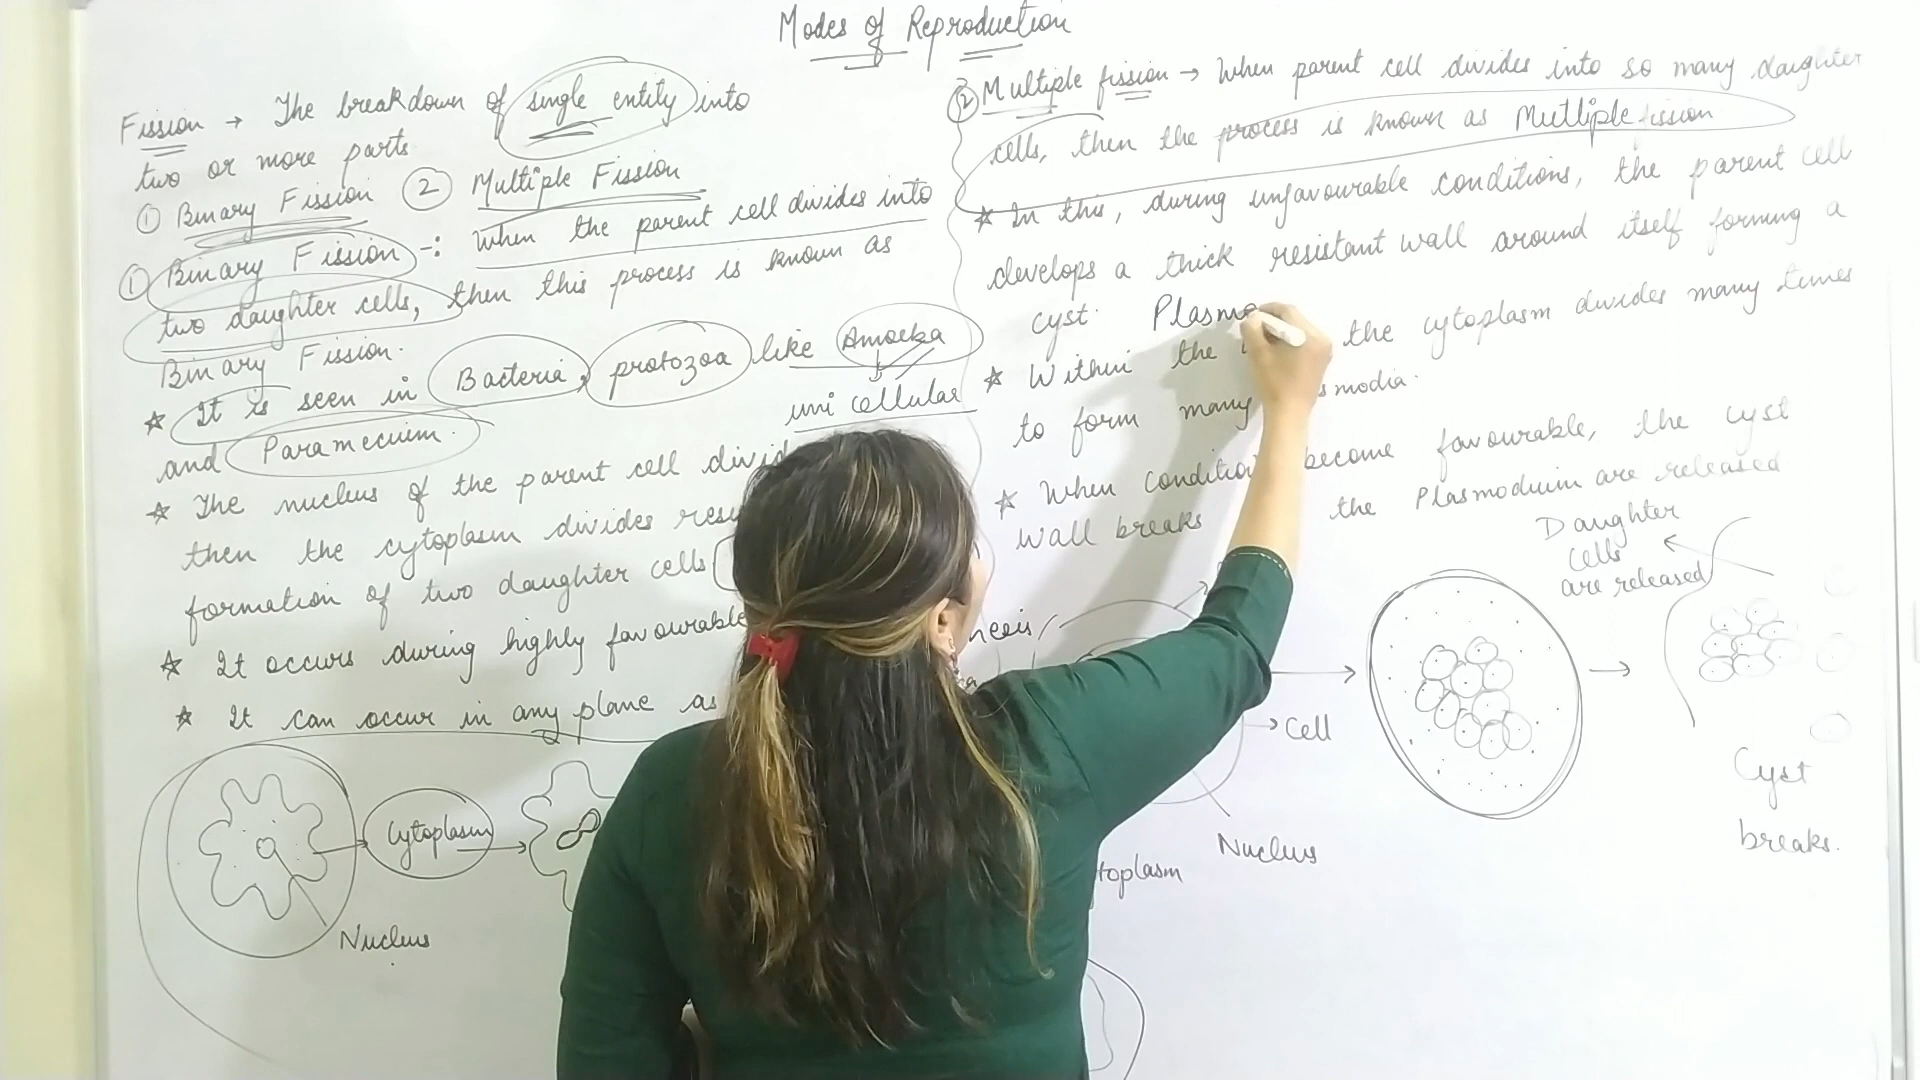 Modes of Reproduction
Fission → The breakdown of single entity into
two or more parts
① Binary Fission ② Multiple Fission
① Binary Fission -: When the parent cell divides into
two daughter cells, then this process is known as
Binary Fission.
☆ It is seen in Bacteria, protozoa like Amoeba
uni cellular
and Paramecium.
☆ The nucleus of the parent cell divid
then the cytoplasm divides resu
formation of two daughter cells
☆ It occurs during highly favourable
☆ It can occur in any plane as
Cytoplasm
Nucleus
② Multiple fission → When parent cell divides into so many daughter
cells, then the process is known as Mutliple fission
☆ In this, during unfavourable conditions, the parent cell
develops a thick resistant wall around itself forming a
cyst. Plasmo
☆ Within the the cytoplasm divides many times
to form many smodia.
☆ When condition become favourable, the cyst
wall breaks the Plasmodium are released
Daughter
cells
are released
nesis
Cell
Nucleus
toplasm
Cyst
breaks.